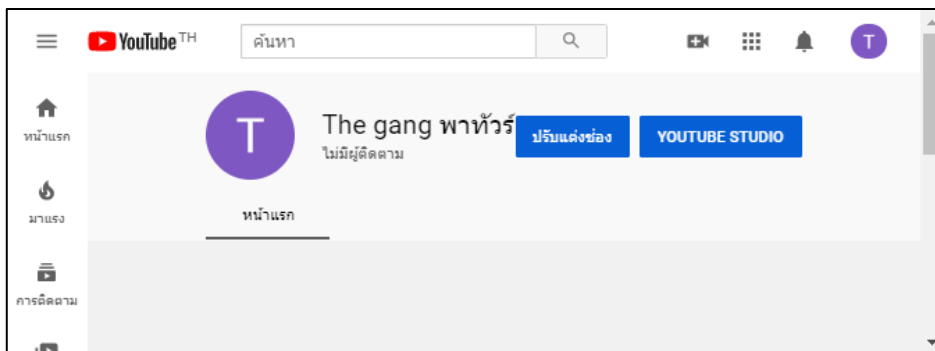 YouTube TH
ค้นหา
T
หน้าแรก
มาแรง
การติดตาม
T
The gang พาทัวร์
ไม่มีผู้ติดตาม
ปรับแต่งช่อง
YOUTUBE STUDIO
หน้าแรก